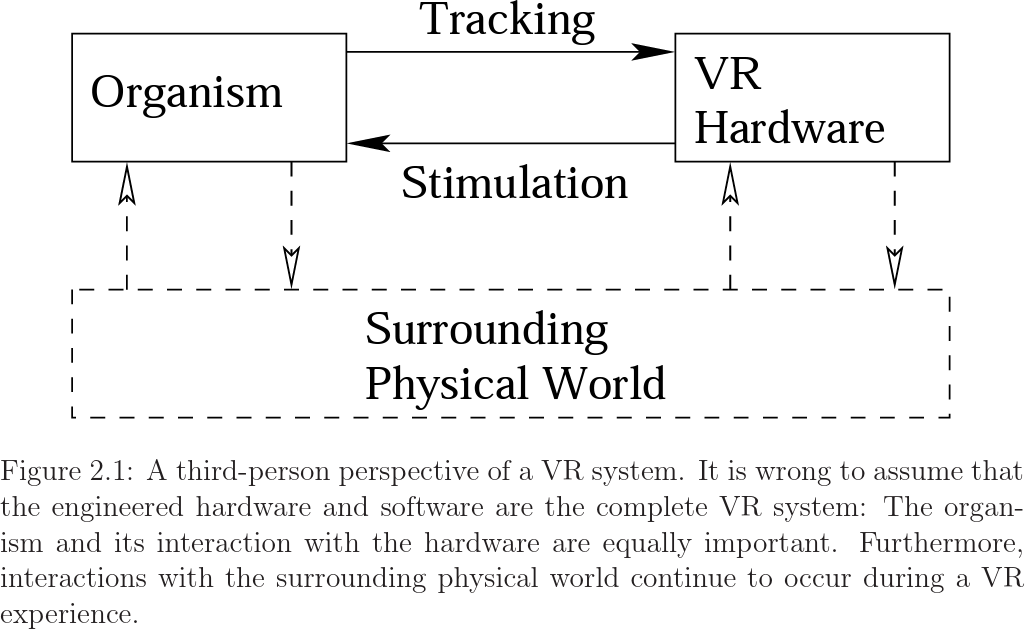 Tracking
Organism
VR
Hardware
Stimulation
Surrounding
Physical World
Figure 2.1: A third-person perspective of a VR system. It is wrong to assume that
the engineered hardware and software are the complete VR system: The organ-
ism and its interaction with the hardware are equally important. Furthermore,
interactions with the surrounding physical world continue to occur during a VR
experience.